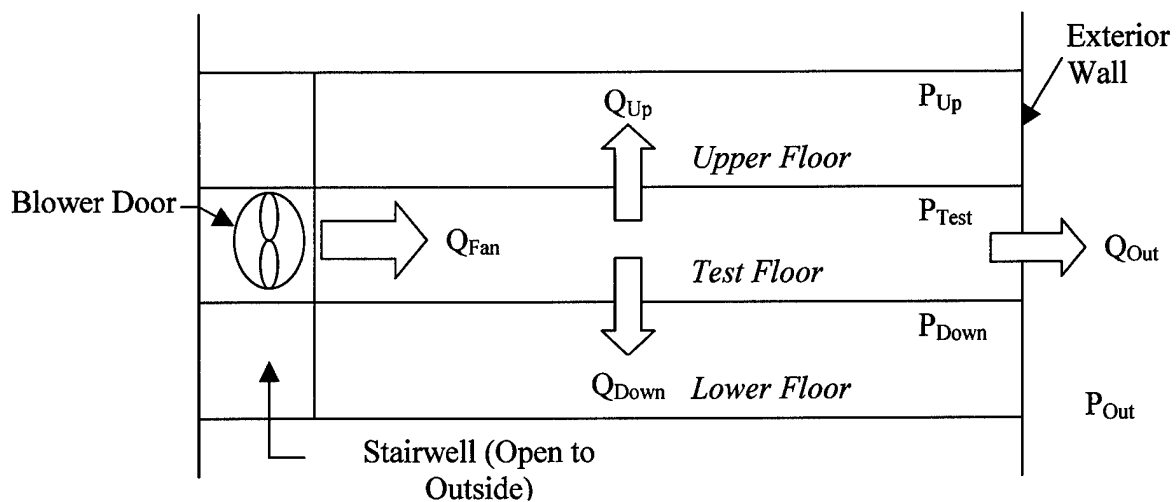 Exterior
Wall
P_Up
Q_Up
Upper Floor
Blower Door
P_Test
Q_Fan
Q_Out
Test Floor
P_Down
Q_Down
Lower Floor
P_Out
Stairwell (Open to
Outside)